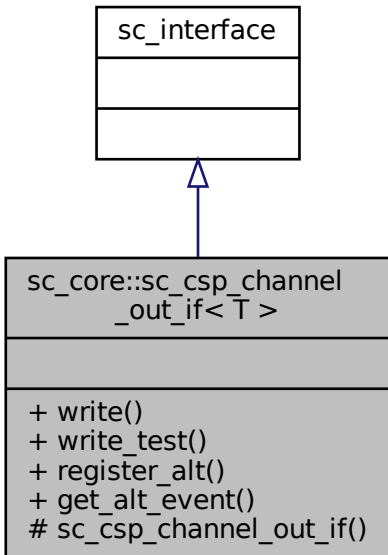 sc_interface
sc_core::sc_csp_channel
_out_if< T >
+ write()
+ write_test()
+ register_alt()
+ get_alt_event()
# sc_csp_channel_out_if()